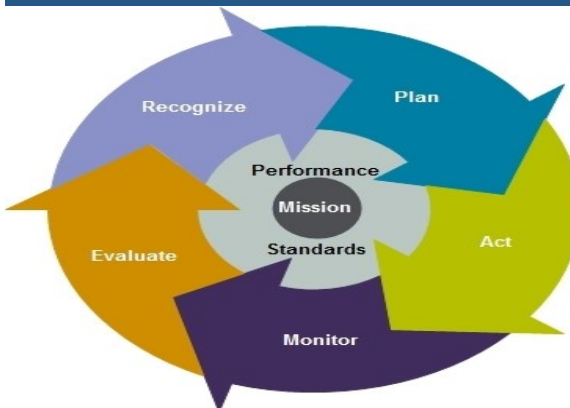 Recognize
Plan
Performance
Mission
Standards
Act
Monitor
Evaluate